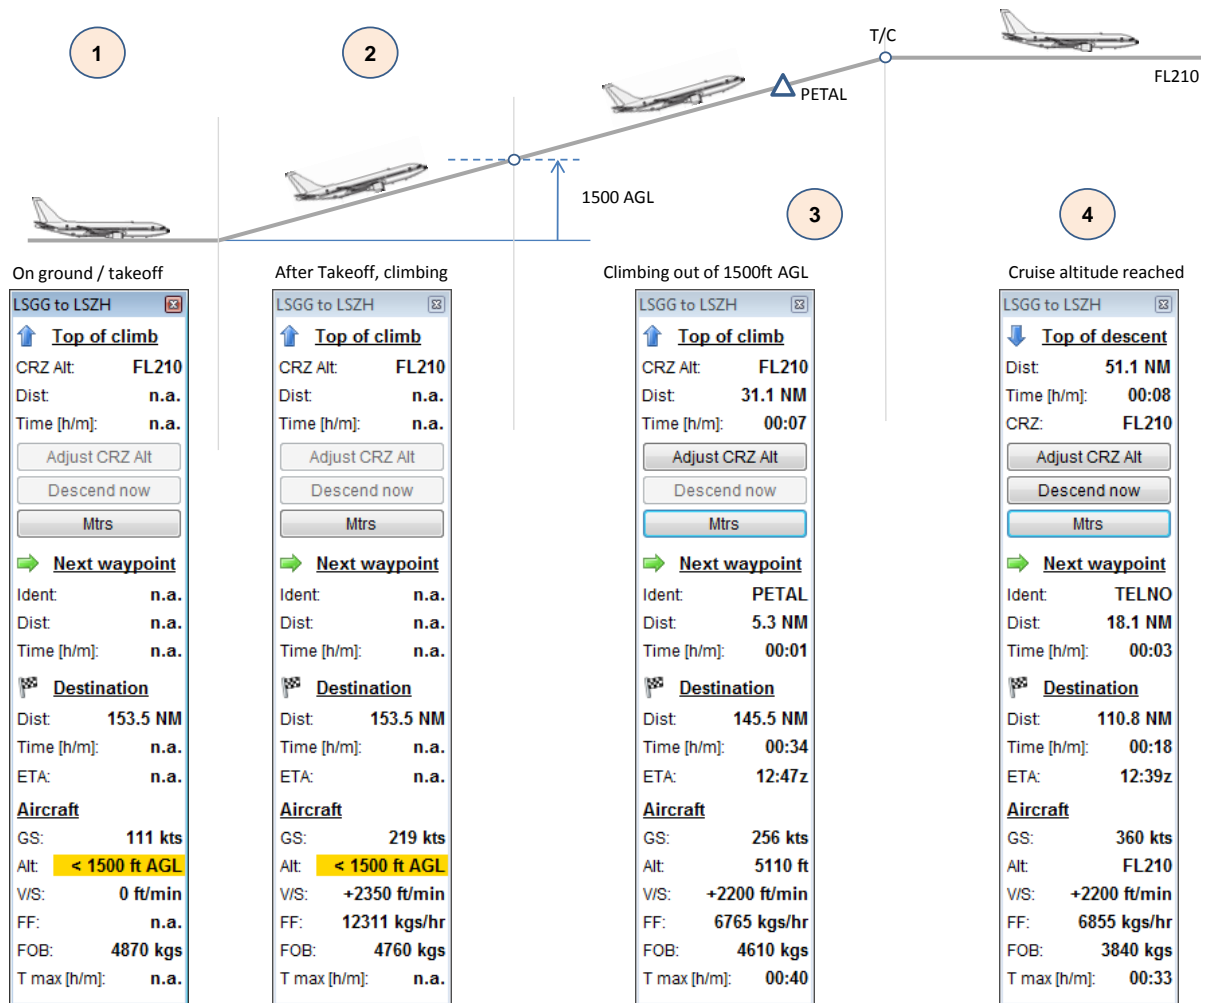 1
2
T/C
FL210
PETAL
1500 AGL
3
4
On ground / takeoff
LSGG to LSZH
Top of climb
CRZ Alt: FL210
Dist: n.a.
Time [h/m]: n.a.
Adjust CRZ Alt
Descend now
Mtrs
Next waypoint
Ident: n.a.
Dist: n.a.
Time [h/m]: n.a.
Destination
Dist: 153.5 NM
Time [h/m]: n.a.
ETA: n.a.
Aircraft
GS: 111 kts
Alt: < 1500 ft AGL
V/S: 0 ft/min
FF: n.a.
FOB: 4870 kgs
T max [h/m]: n.a.
After Takeoff, climbing
LSGG to LSZH
Top of climb
CRZ Alt: FL210
Dist: n.a.
Time [h/m]: n.a.
Adjust CRZ Alt
Descend now
Mtrs
Next waypoint
Ident: n.a.
Dist: n.a.
Time [h/m]: n.a.
Destination
Dist: 153.5 NM
Time [h/m]: n.a.
ETA: n.a.
Aircraft
GS: 219 kts
Alt: < 1500 ft AGL
V/S: +2350 ft/min
FF: 12311 kgs/hr
FOB: 4760 kgs
T max [h/m]: n.a.
Climbing out of 1500ft AGL
LSGG to LSZH
Top of climb
CRZ Alt: FL210
Dist: 31.1 NM
Time [h/m]: 00:07
Adjust CRZ Alt
Descend now
Mtrs
Next waypoint
Ident: PETAL
Dist: 5.3 NM
Time [h/m]: 00:01
Destination
Dist: 145.5 NM
Time [h/m]: 00:34
ETA: 12:47z
Aircraft
GS: 256 kts
Alt: 5110 ft
V/S: +2200 ft/min
FF: 6765 kgs/hr
FOB: 4610 kgs
T max [h/m]: 00:40
Cruise altitude reached
LSGG to LSZH
Top of descent
Dist: 51.1 NM
Time [h/m]: 00:08
CRZ: FL210
Adjust CRZ Alt
Descend now
Mtrs
Next waypoint
Ident: TELNO
Dist: 18.1 NM
Time [h/m]: 00:03
Destination
Dist: 110.8 NM
Time [h/m]: 00:18
ETA: 12:39z
Aircraft
GS: 360 kts
Alt: FL210
V/S: +2200 ft/min
FF: 6855 kgs/hr
FOB: 3840 kgs
T max [h/m]: 00:33